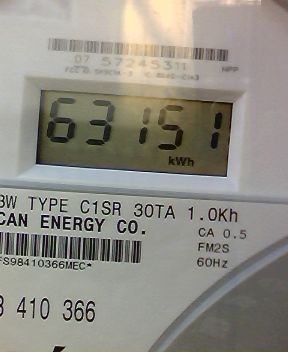 07 57245311
NPP
63151
kWh
3W TYPE C1SR 30TA 1.0Kh
CAN ENERGY CO.
CA 0.5
FM2S
FS98410366MEC*
60Hz
410 366